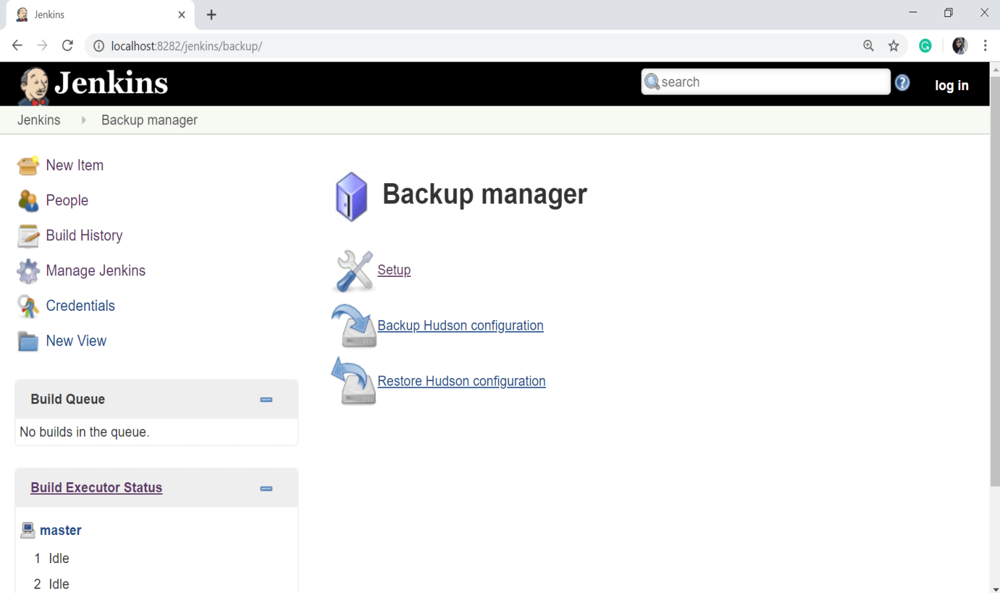 Jenkins
localhost:8282/jenkins/backup/
Jenkins
search
log in
Jenkins
Backup manager
New Item
People
Build History
Manage Jenkins
Credentials
New View
Build Queue
No builds in the queue.
Build Executor Status
master
1 Idle
2 Idle
Backup manager
Setup
Backup Hudson configuration
Restore Hudson configuration